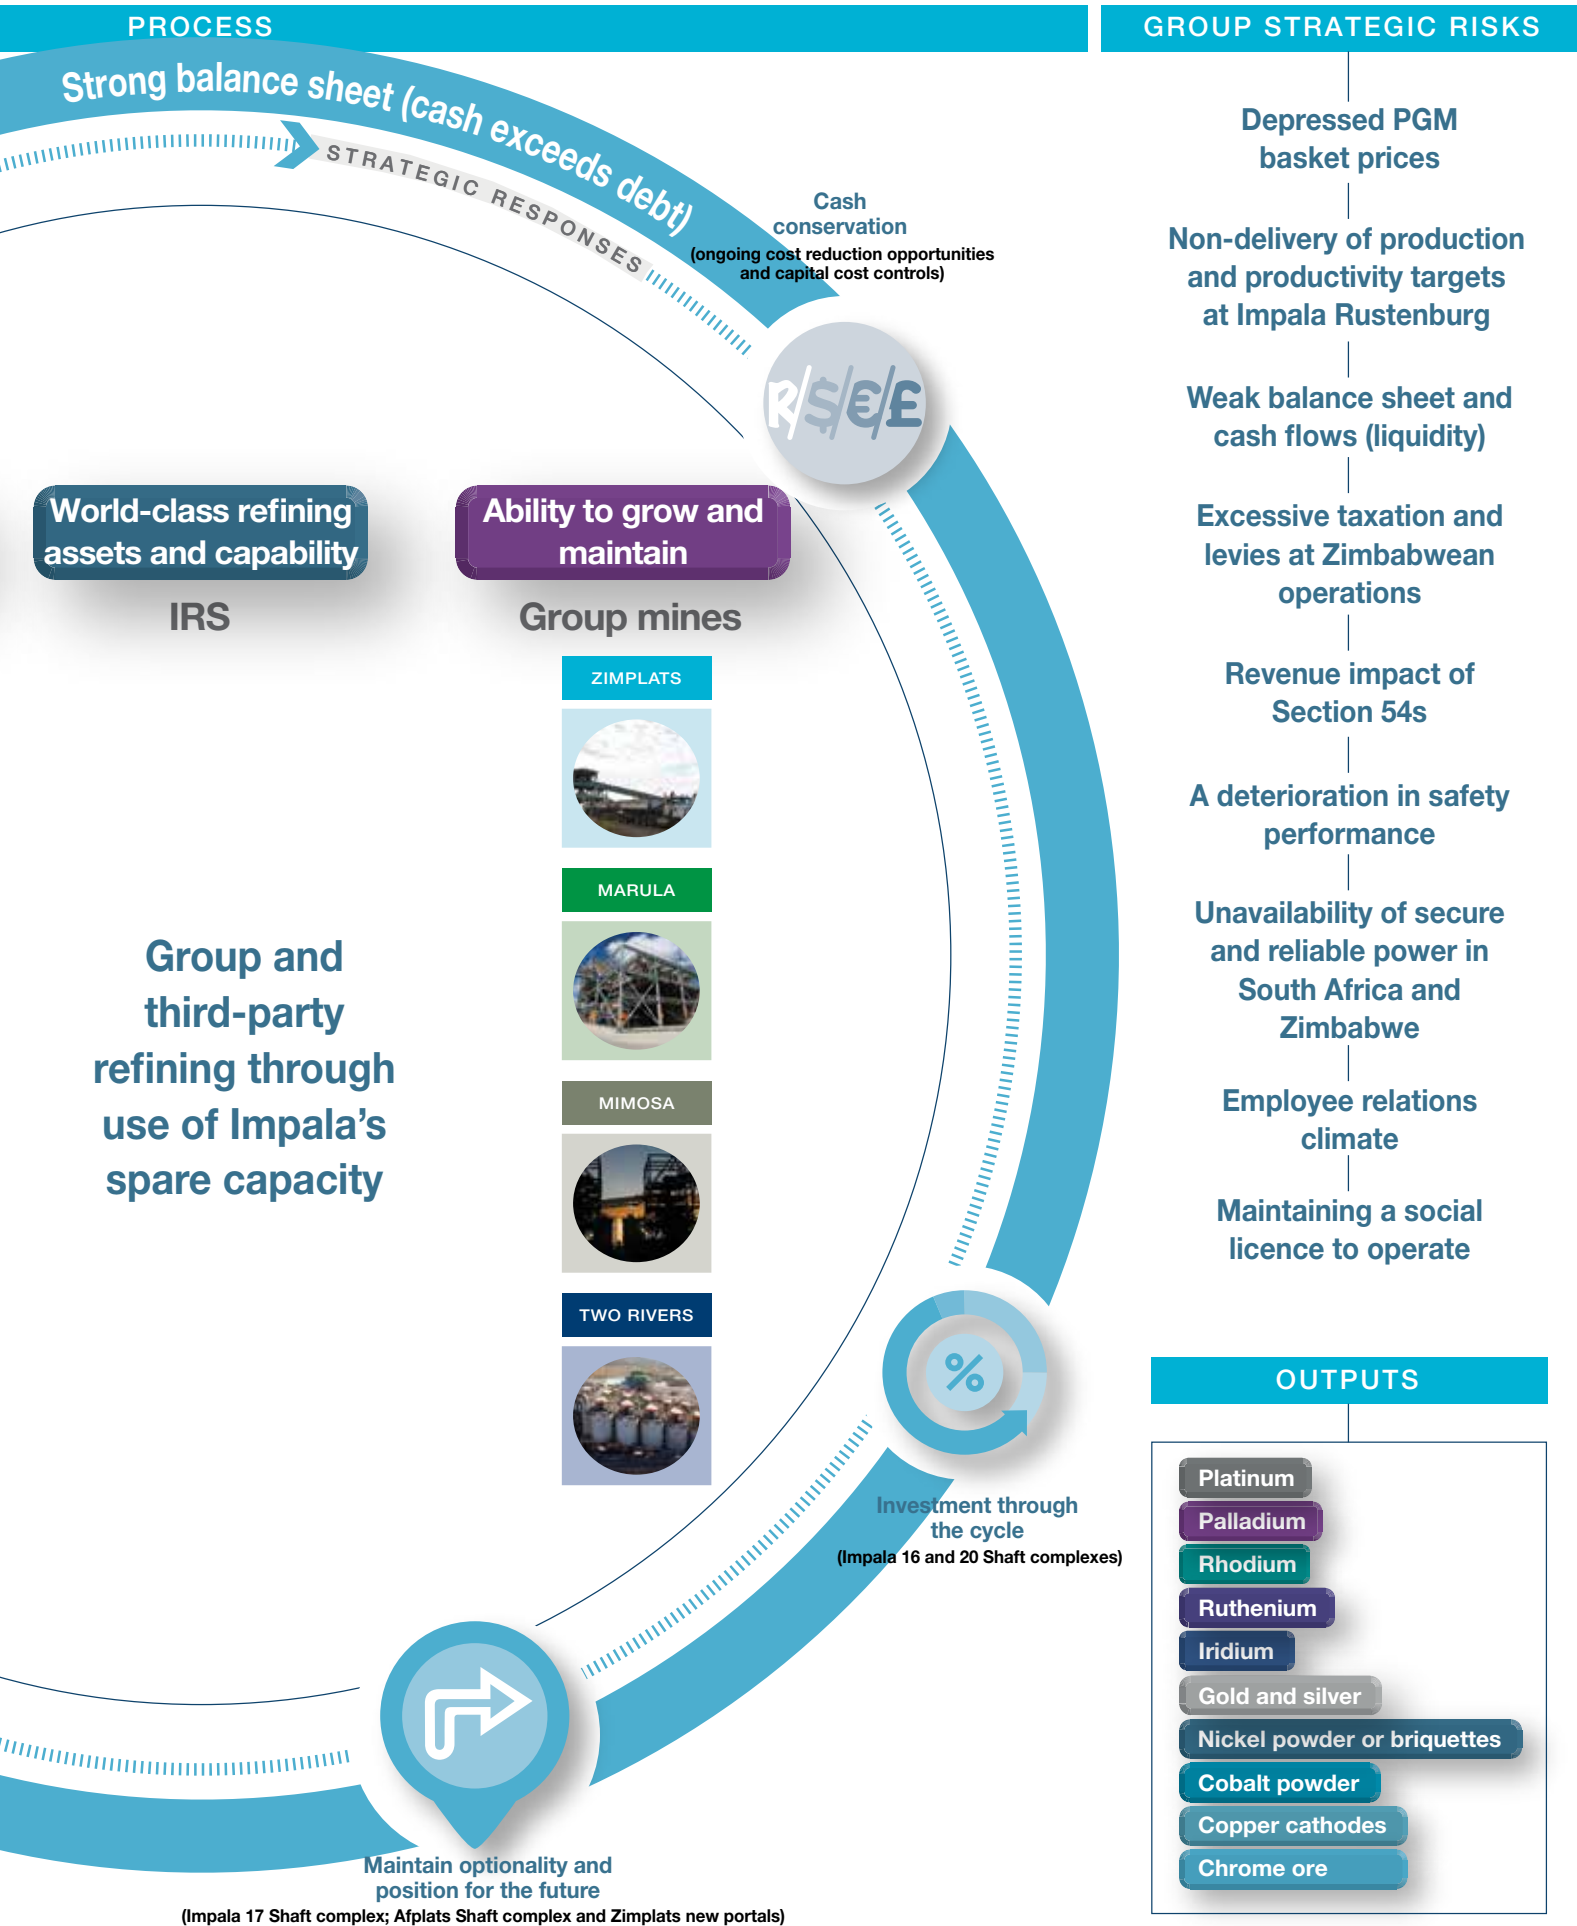 PROCESS
Strong balance sheet (cash exceeds debt)
STRATEGIC RESPONSES
Cash
conservation
(ongoing cost reduction opportunities
and capital cost controls)
R/$/€/£
World-class refining
assets and capability
IRS
Ability to grow and
maintain
Group mines
ZIMPLATS
MARULA
MIMOSA
TWO RIVERS
Group and
third-party
refining through
use of Impala’s
spare capacity
%
Investment through
the cycle
(Impala 16 and 20 Shaft complexes)
Maintain optionality and
position for the future
(Impala 17 Shaft complex; Afplats Shaft complex and Zimplats new portals)
GROUP STRATEGIC RISKS
Depressed PGM
basket prices
Non-delivery of production
and productivity targets
at Impala Rustenburg
Weak balance sheet and
cash flows (liquidity)
Excessive taxation and
levies at Zimbabwean
operations
Revenue impact of
Section 54s
A deterioration in safety
performance
Unavailability of secure
and reliable power in
South Africa and
Zimbabwe
Employee relations
climate
Maintaining a social
licence to operate
OUTPUTS
Platinum
Palladium
Rhodium
Ruthenium
Iridium
Gold and silver
Nickel powder or briquettes
Cobalt powder
Copper cathodes
Chrome ore